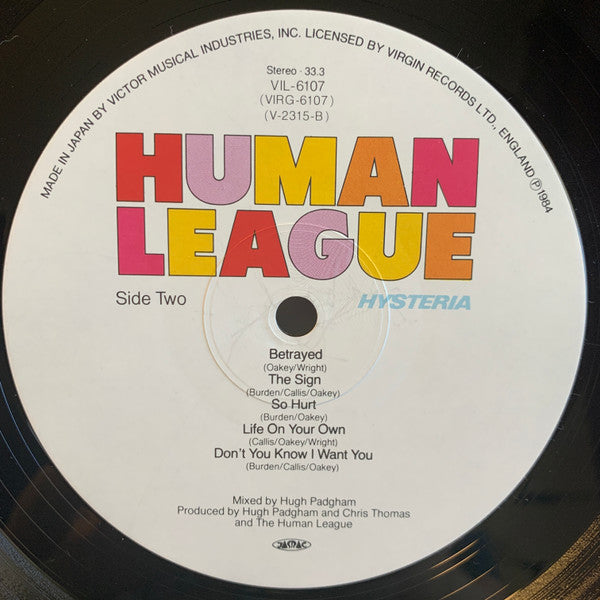 MADE IN JAPAN BY VICTOR MUSICAL INDUSTRIES, INC. LICENSED BY VIRGIN RECORDS LTD., ENGLAND Ⓟ1984
Stereo · 33.3
VIL-6107
(VIRG-6107)
(V-2315-B)
HUMAN
LEAGUE
Side Two
HYSTERIA
Betrayed
(Oakey/Wright)
The Sign
(Burden/Callis/Oakey)
So Hurt
(Burden/Oakey)
Life On Your Own
(Callis/Oakey/Wright)
Don't You Know I Want You
(Burden/Callis/Oakey)
Mixed by Hugh Padgham
Produced by Hugh Padgham and Chris Thomas
and The Human League
JASRAC